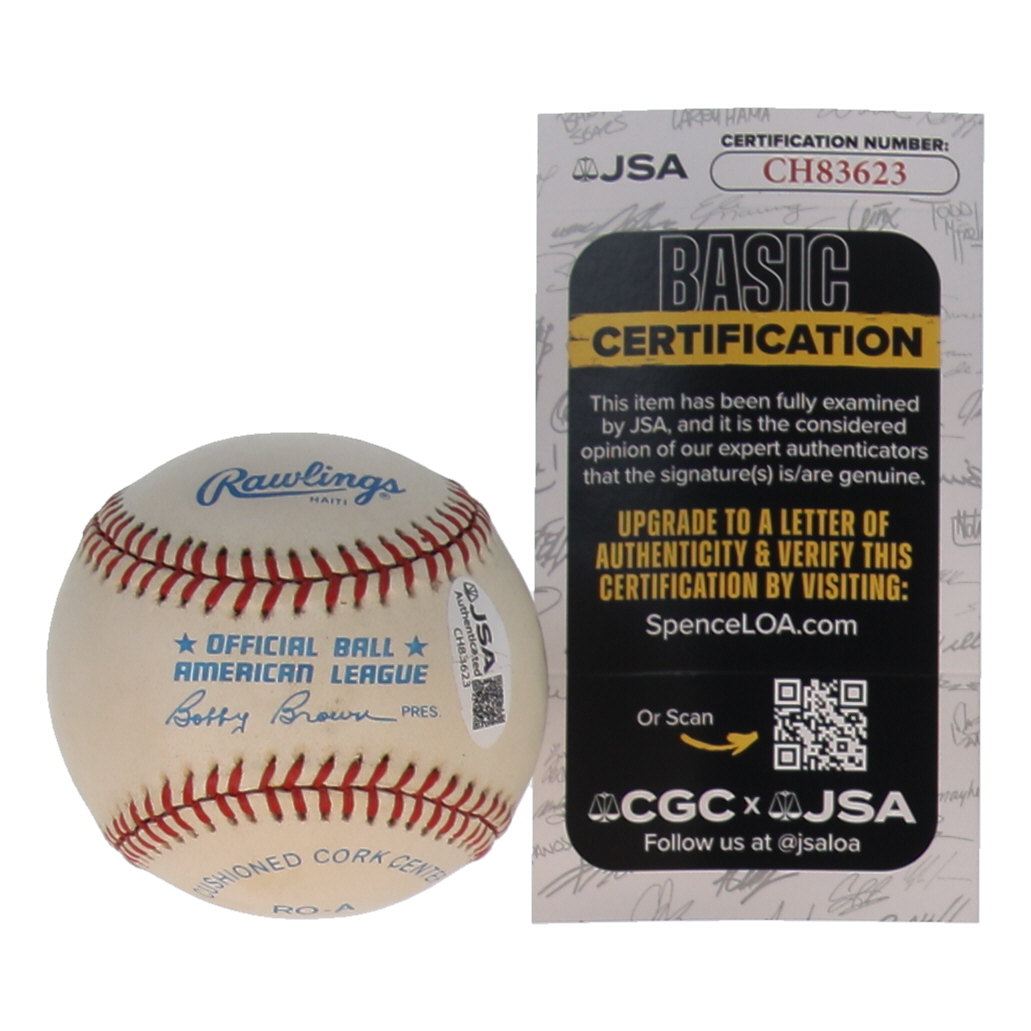 Rawlings®
HAITI
★ OFFICIAL BALL ★
AMERICAN LEAGUE
Bobby Brown PRES.
CUSHIONED CORK CENTER
RO-A
JSA
Authenticated
CH83623
JSA
CERTIFICATION NUMBER:
CH83623
BASIC
CERTIFICATION
This item has been fully examined
by JSA, and it is the considered
opinion of our expert authenticators
that the signature(s) is/are genuine.
UPGRADE TO A LETTER OF
AUTHENTICITY & VERIFY THIS
CERTIFICATION BY VISITING:
SpenceLOA.com
Or Scan
CGC x JSA
Follow us at @jsaloa